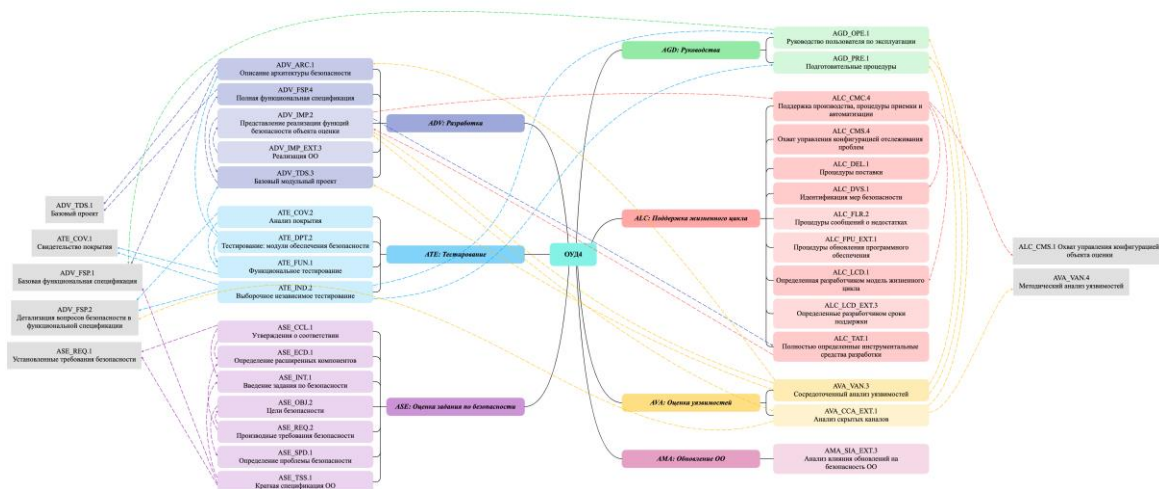 ADV_TDS.1
Базовый проект
ATE_COV.1
Свидетельство покрытия
ADV_FSP.1
Базовая функциональная спецификация
ADV_FSP.2
Детализация вопросов безопасности в
функциональной спецификации
ASE_REQ.1
Установленные требования безопасности
ADV_ARC.1
Описание архитектуры безопасности
ADV_FSP.4
Полная функциональная спецификация
ADV_IMP.2
Представление реализации функций
безопасности объекта оценки
ADV_IMP_EXT.3
Реализация ОО
ADV_TDS.3
Базовый модульный проект
ADV: Разработка
ATE_COV.2
Анализ покрытия
ATE_DPT.2
Тестирование: модули обеспечения безопасности
ATE_FUN.1
Функциональное тестирование
ATE_IND.2
Выборочное независимое тестирование
ATE: Тестирование
ASE_CCL.1
Утверждения о соответствии
ASE_ECD.1
Определение расширенных компонентов
ASE_INT.1
Введение задания по безопасности
ASE_OBJ.2
Цели безопасности
ASE_REQ.2
Производные требования безопасности
ASE_SPD.1
Определение проблемы безопасности
ASE_TSS.1
Краткая спецификация ОО
ASE: Оценка задания по безопасности
ОУД4
AGD: Руководства
AGD_OPE.1
Руководство пользователя по эксплуатации
AGD_PRE.1
Подготовительные процедуры
ALC: Поддержка жизненного цикла
ALC_CMC.4
Поддержка производства, процедуры приемки и
автоматизации
ALC_CMS.4
Охват управления конфигурацией отслеживания
проблем
ALC_DEL.1
Процедуры поставки
ALC_DVS.1
Идентификация мер безопасности
ALC_FLR.2
Процедуры сообщений о недостатках
ALC_FPU_EXT.1
Процедуры обновления программного
обеспечения
ALC_LCD.1
Определенная разработчиком модель жизненного
цикла
ALC_LCD_EXT.3
Определенные разработчиком сроки
поддержки
ALC_TAT.1
Полностью определенные инструментальные
средства разработки
AVA: Оценка уязвимостей
AVA_VAN.3
Сосредоточенный анализ уязвимостей
AVA_CCA_EXT.1
Анализ скрытых каналов
AMA: Обновление ОО
AMA_SIA_EXT.3
Анализ влияния обновлений на
безопасность ОО
ALC_CMS.1 Охват управления конфигурацией
объекта оценки
AVA_VAN.4
Методический анализ уязвимостей